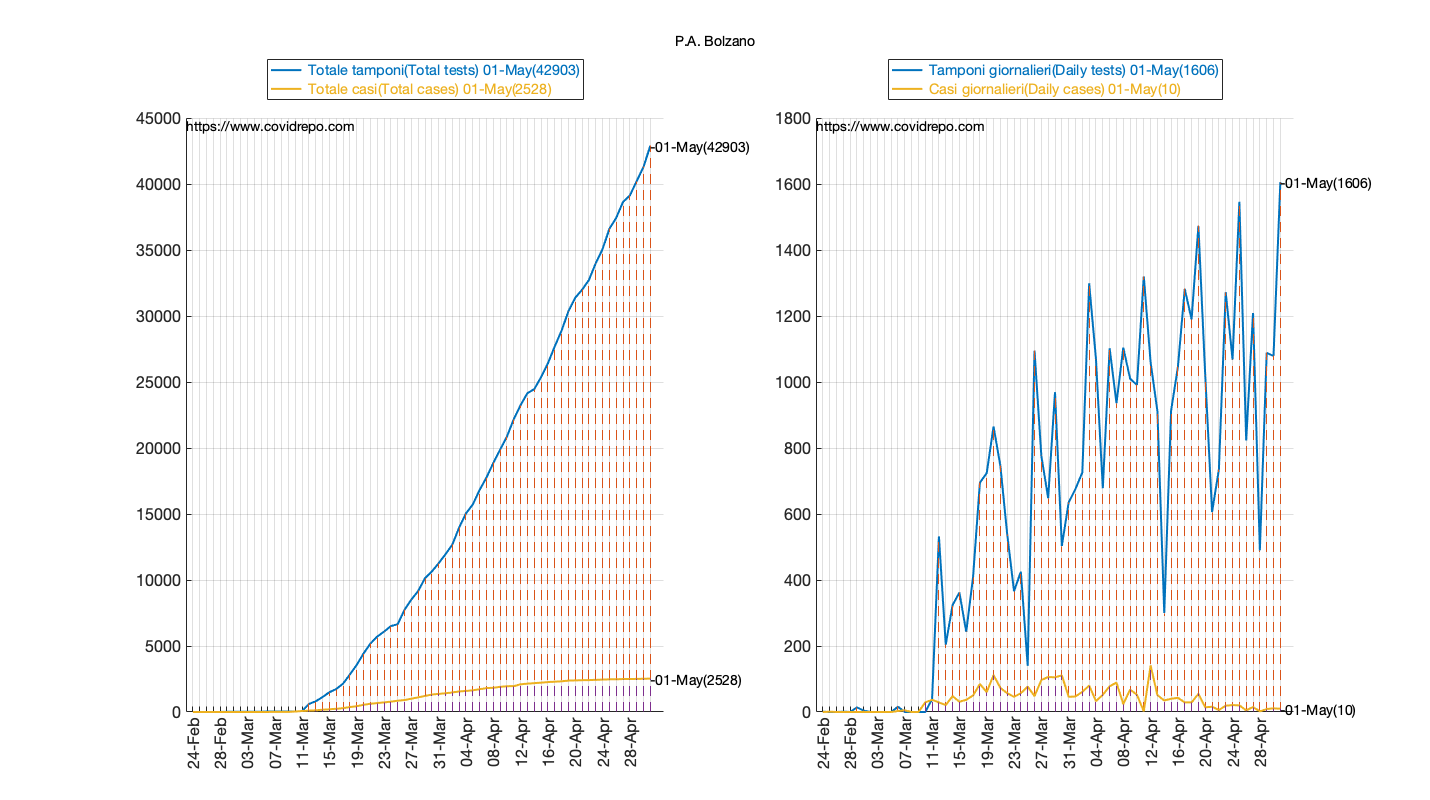 P.A. Bolzano
Totale tamponi(Total tests) 01-May(42903)
Totale casi(Total cases) 01-May(2528)
https://www.covidrepo.com
45000
40000
35000
30000
25000
20000
15000
10000
5000
0
01-May(42903)
01-May(2528)
24-Feb
28-Feb
03-Mar
07-Mar
11-Mar
15-Mar
19-Mar
23-Mar
27-Mar
31-Mar
04-Apr
08-Apr
12-Apr
16-Apr
20-Apr
24-Apr
28-Apr
Tamponi giornalieri(Daily tests) 01-May(1606)
Casi giornalieri(Daily cases) 01-May(10)
https://www.covidrepo.com
1800
1600
1400
1200
1000
800
600
400
200
0
01-May(1606)
01-May(10)
24-Feb
28-Feb
03-Mar
07-Mar
11-Mar
15-Mar
19-Mar
23-Mar
27-Mar
31-Mar
04-Apr
08-Apr
12-Apr
16-Apr
20-Apr
24-Apr
28-Apr